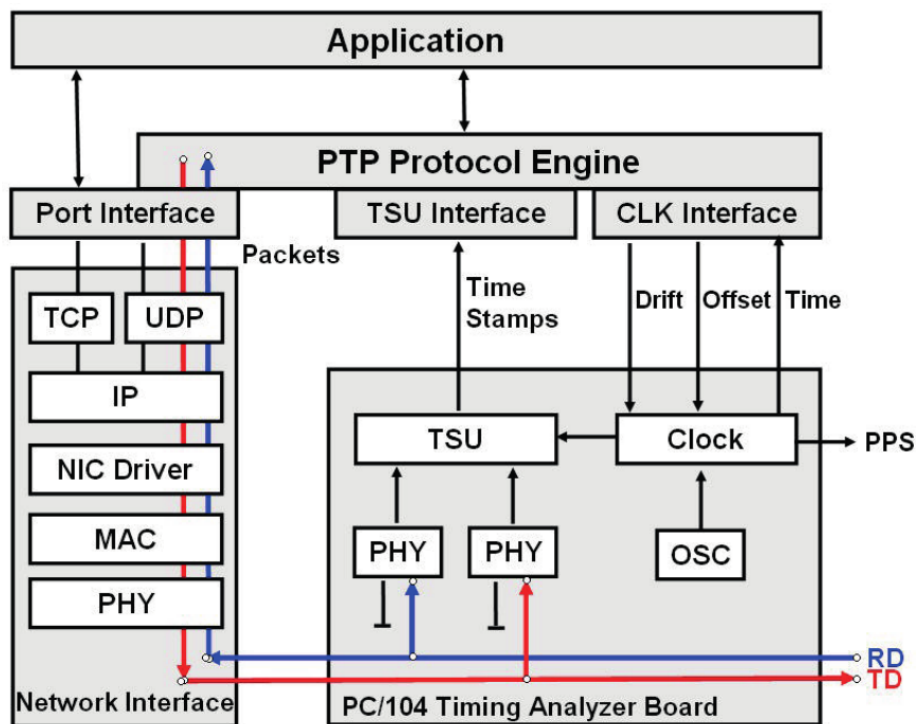 Application
PTP Protocol Engine
Port Interface
TSU Interface
CLK Interface
Packets
TCP
UDP
IP
NIC Driver
MAC
PHY
Network Interface
Time
Stamps
Drift
Offset
Time
TSU
Clock
PPS
PHY
PHY
OSC
RD
TD
PC/104 Timing Analyzer Board